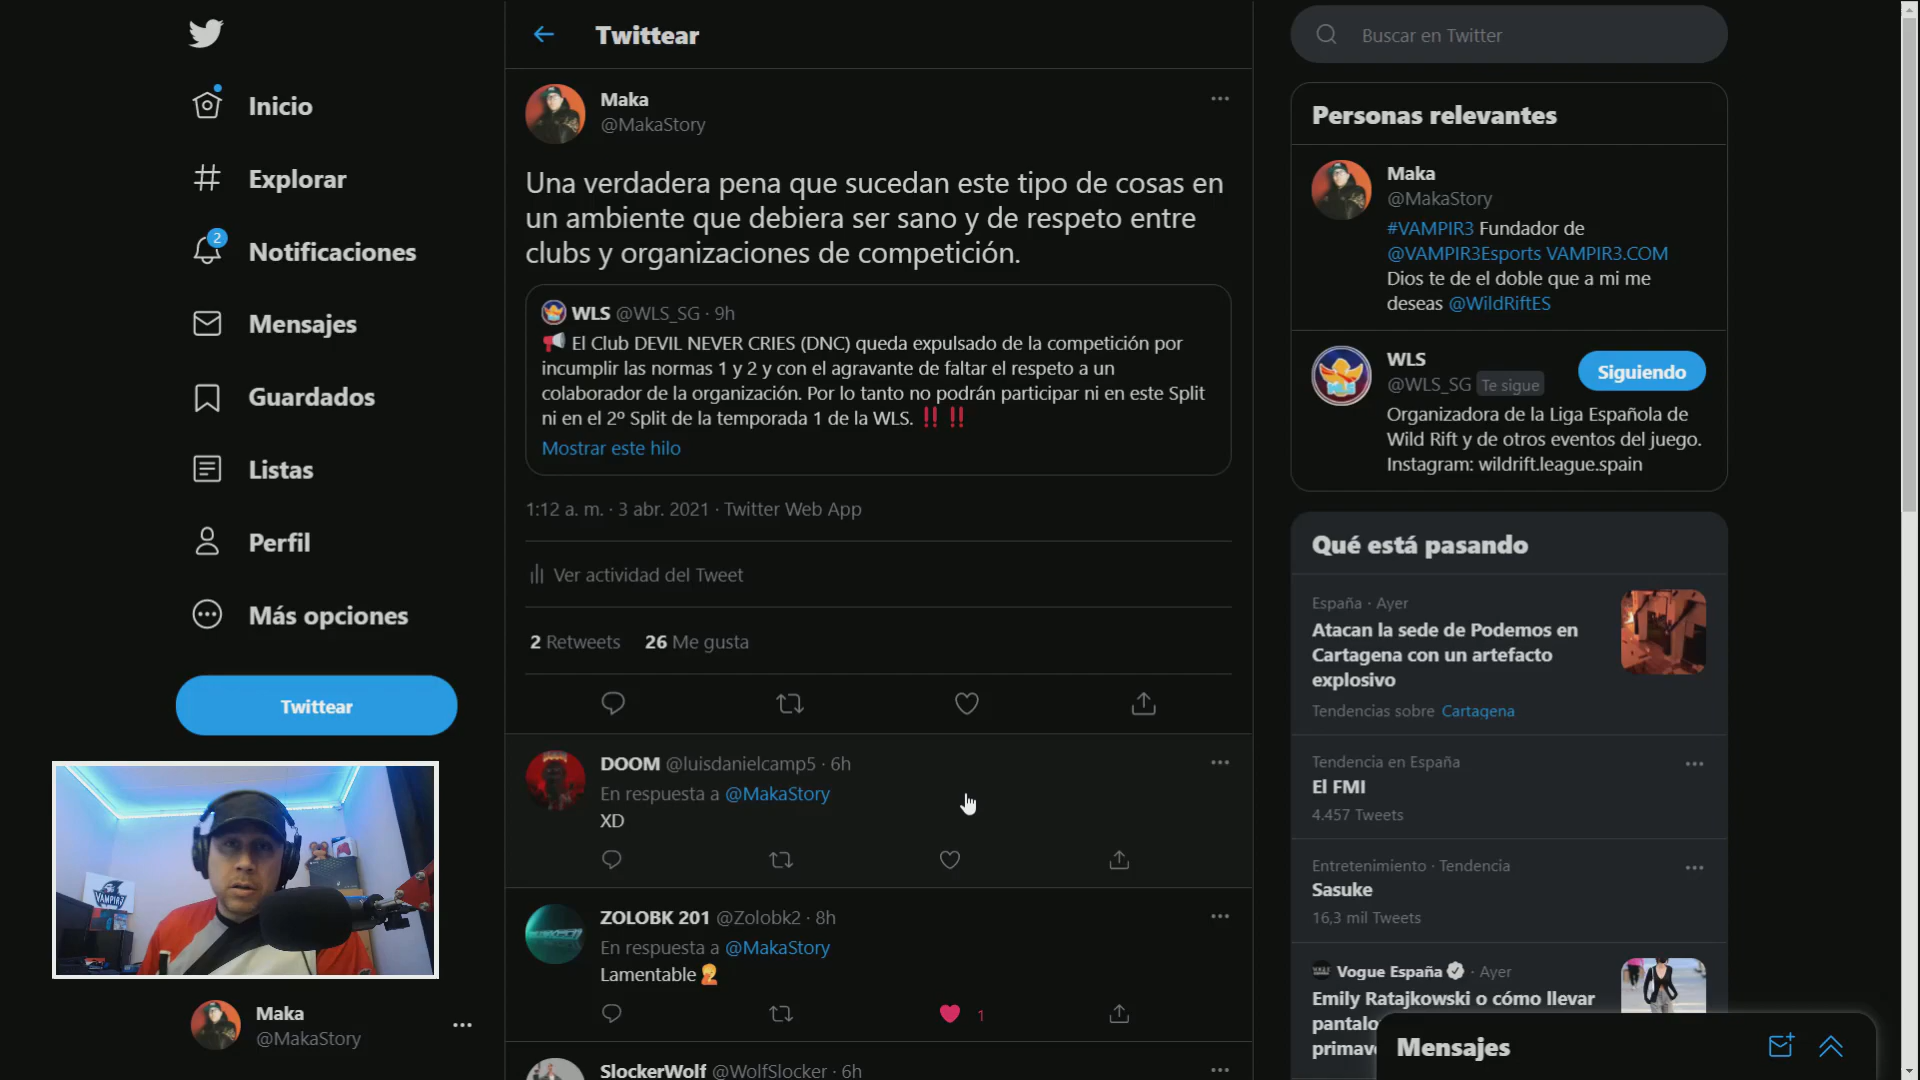 Inicio
Explorar
2
Notificaciones
Mensajes
Guardados
Listas
Perfil
Más opciones
Twittear
VAMPIR3
Maka
@MakaStory
Twittear
Maka
@MakaStory
Una verdadera pena que sucedan este tipo de cosas en
un ambiente que debiera ser sano y de respeto entre
clubs y organizaciones de competición.
WLS @WLS_SG · 9h
El Club DEVIL NEVER CRIES (DNC) queda expulsado de la competición por
incumplir las normas 1 y 2 y con el agravante de faltar el respeto a un
colaborador de la organización. Por lo tanto no podrán participar ni en este Split
ni en el 2º Split de la temporada 1 de la WLS. ‼️ ‼️
Mostrar este hilo
1:12 a. m. · 3 abr. 2021 · Twitter Web App
Ver actividad del Tweet
2 Retweets 26 Me gusta
DOOM @luisdanielcamp5 · 6h
En respuesta a @MakaStory
XD
ZOLOBK 201 @Zolobk2 · 8h
En respuesta a @MakaStory
Lamentable
1
SlockerWolf @WolfSlocker · 6h
Buscar en Twitter
Personas relevantes
Maka
@MakaStory
#VAMPIR3 Fundador de
@VAMPIR3Esports VAMPIR3.COM
Dios te de el doble que a mi me
deseas @WildRiftES
WLS
@WLS_SG Te sigue
Siguiendo
Organizadora de la Liga Española de
Wild Rift y de otros eventos del juego.
Instagram: wildrift.league.spain
Qué está pasando
España · Ayer
Atacan la sede de Podemos en
Cartagena con un artefacto
explosivo
Tendencias sobre Cartagena
Tendencia en España
El FMI
4.457 Tweets
Entretenimiento · Tendencia
Sasuke
16,3 mil Tweets
Vogue España · Ayer
Emily Ratajkowski o cómo llevar
Mensajes